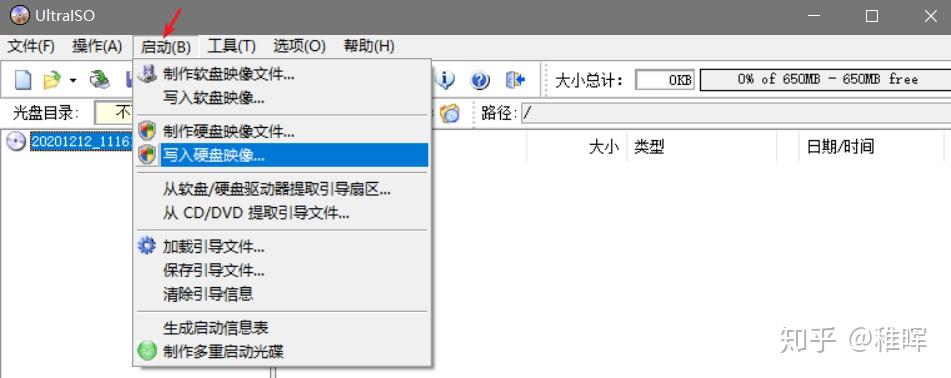 UltraISO
文件(F) 操作(A) 启动(B) 工具(T) 选项(O) 帮助(H)
大小总计: 0KB 0% of 650MB - 650MB free
光盘目录: 不 路径: /
20201212_1116
大小 类型 日期/时间
制作软盘映像文件...
写入软盘映像...
制作硬盘映像文件...
写入硬盘映像...
从软盘/硬盘驱动器提取引导扇区...
从 CD/DVD 提取引导文件...
加载引导文件...
保存引导文件...
清除引导信息
生成启动信息表
制作多重启动光碟
知乎 @稚晖